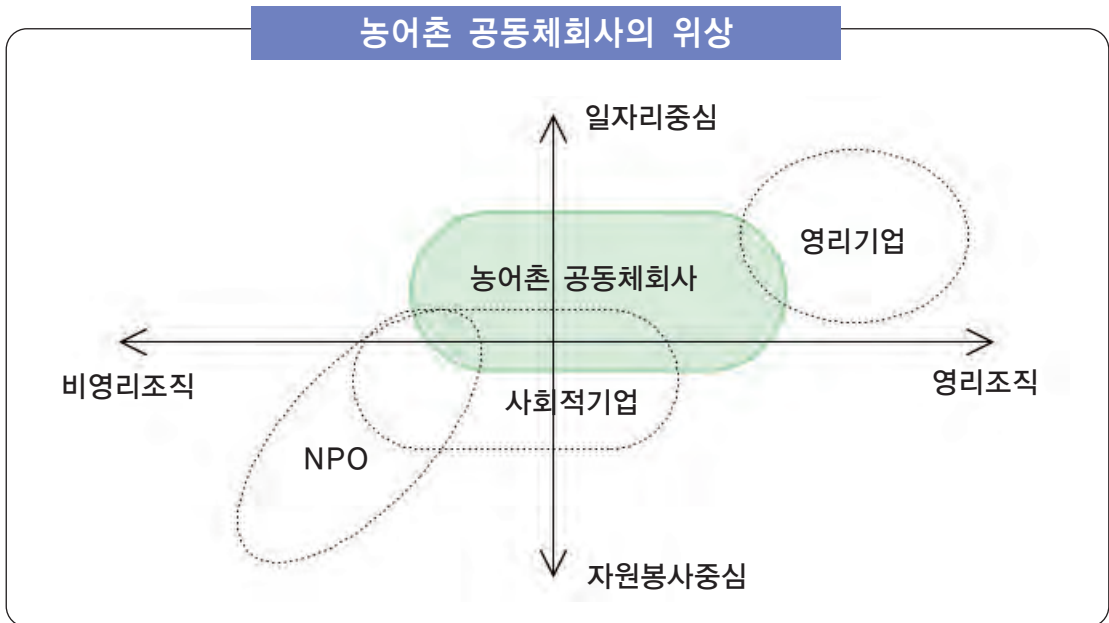 농어촌 공동체회사의 위상
일자리중심
영리기업
농어촌 공동체회사
비영리조직
영리조직
사회적기업
NPO
자원봉사중심